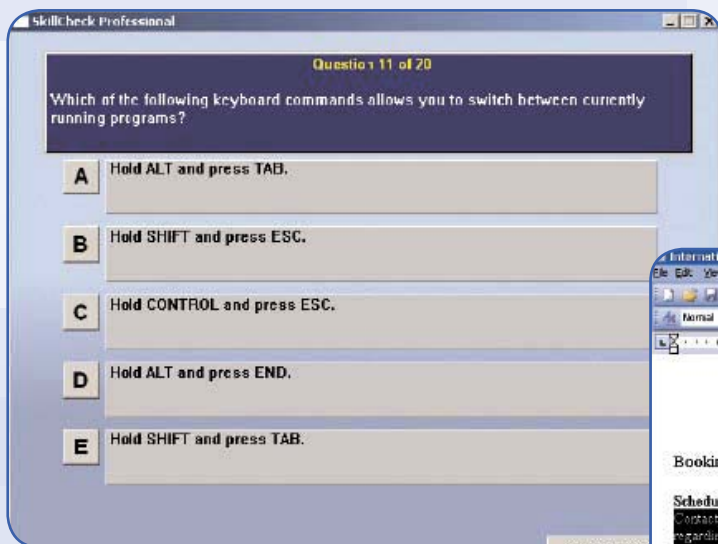 SkillCheck Professional
Question 11 of 20
Which of the following keyboard commands allows you to switch between currently
running programs?
A
Hold ALT and press TAB.
B
Hold SHIFT and press ESC.
C
Hold CONTROL and press ESC.
D
Hold ALT and press END.
E
Hold SHIFT and press TAB.
File Edit
Normal